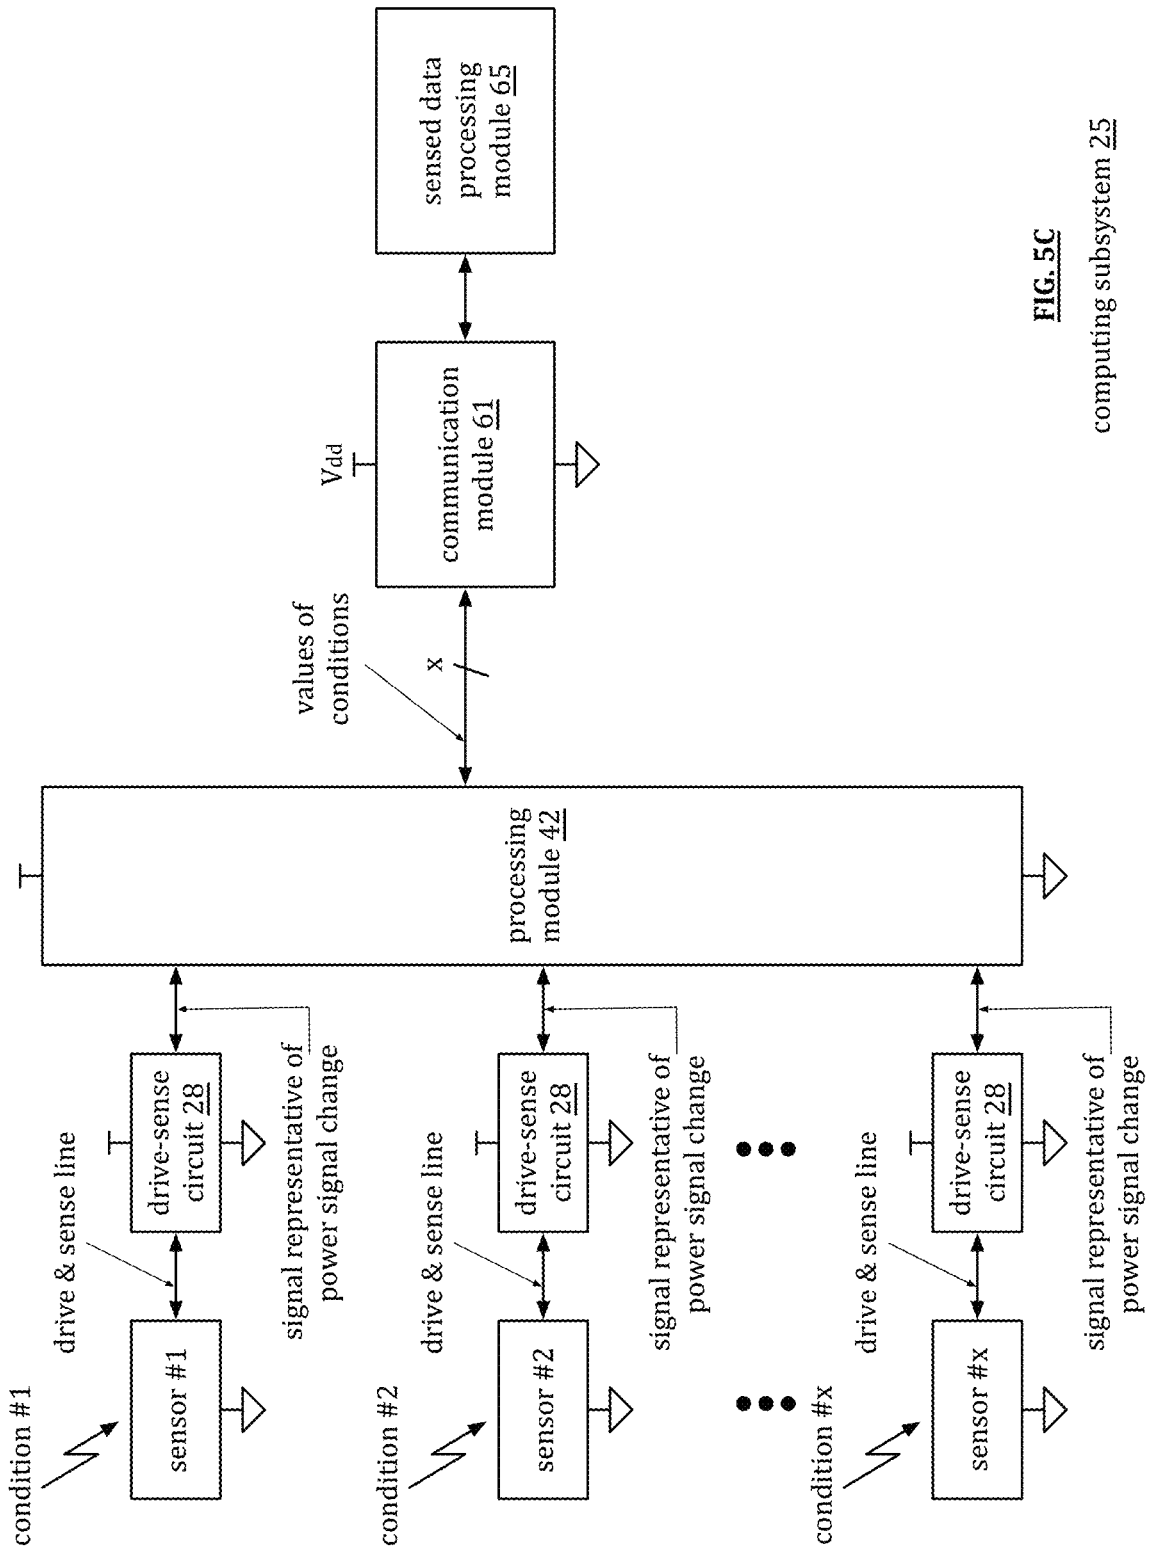 condition #1
sensor #1
drive & sense line
drive-sense
circuit 28
signal representative of
power signal change
condition #2
sensor #2
drive & sense line
drive-sense
circuit 28
signal representative of
power signal change
condition #x
sensor #x
drive & sense line
drive-sense
circuit 28
signal representative of
power signal change
processing
module 42
values of
conditions
x
Vdd
communication
module 61
sensed data
processing
module 65
FIG. 5C
computing subsystem 25